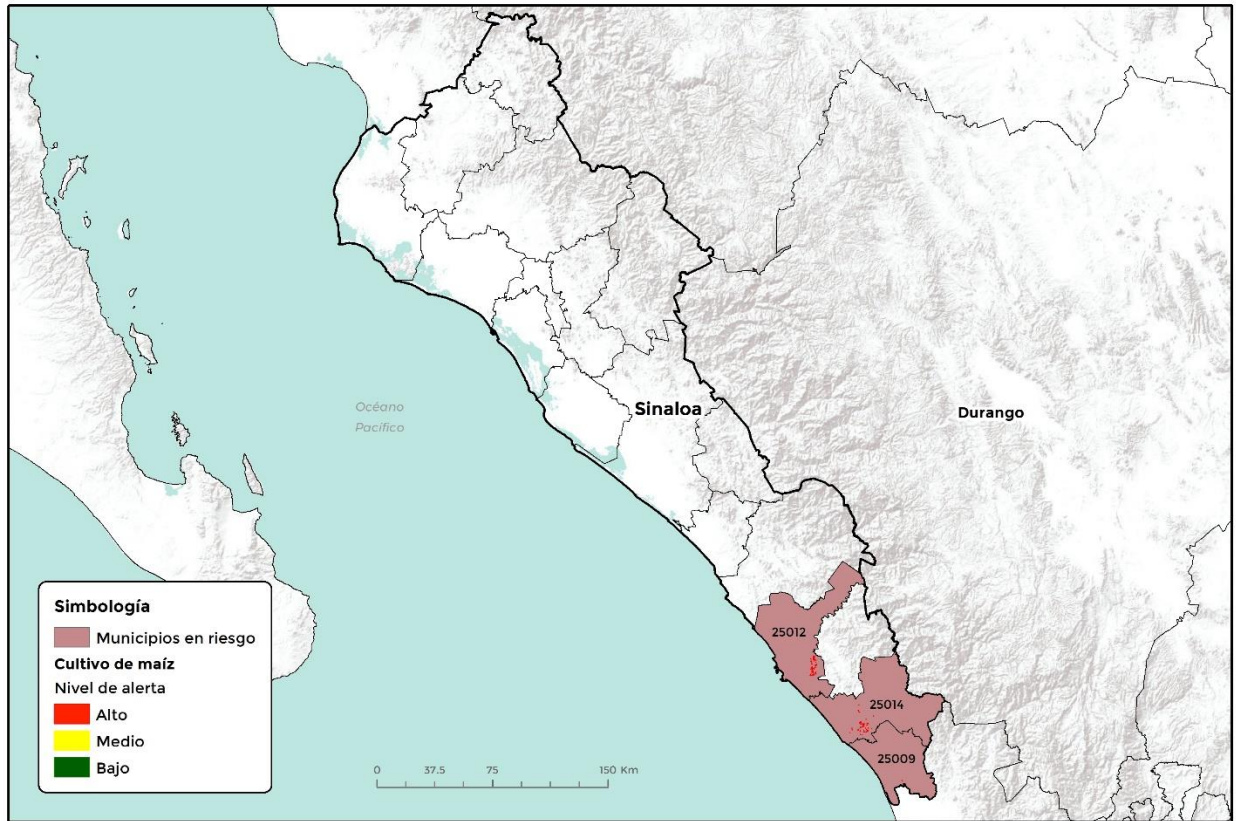 Océano
Pacífico
Sinaloa
Durango
25012
25014
25009
Simbología
Municipios en riesgo
Cultivo de maíz
Nivel de alerta
Alto
Medio
Bajo
0 37.5 75 150 Km